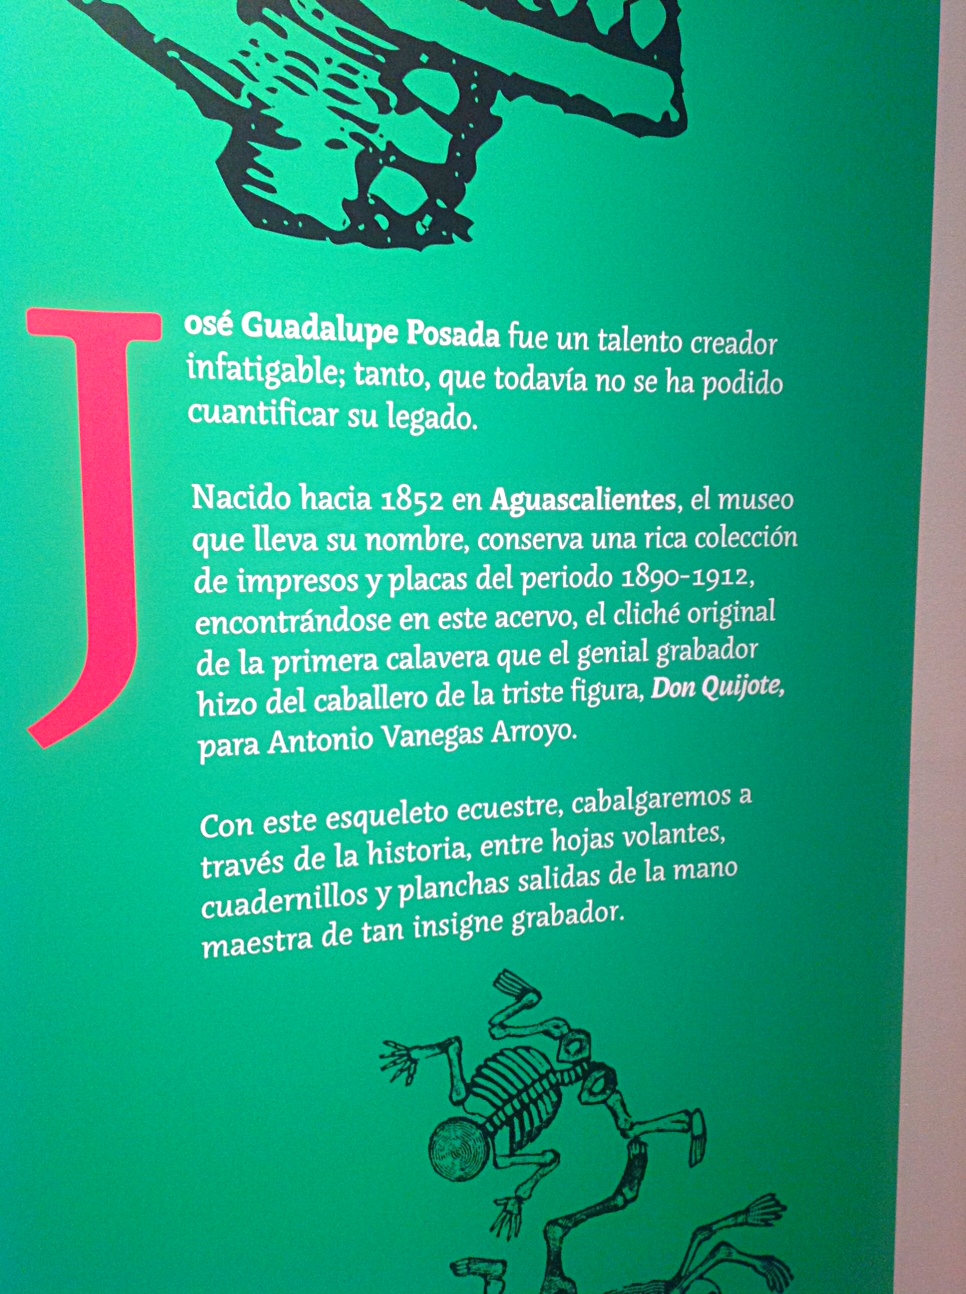 José Guadalupe Posada fue un talento creador
infatigable; tanto, que todavía no se ha podido
cuantificar su legado.
Nacido hacia 1852 en Aguascalientes, el museo
que lleva su nombre, conserva una rica colección
de impresos y placas del periodo 1890-1912,
encontrándose en este acervo, el cliché original
de la primera calavera que el genial grabador
hizo del caballero de la triste figura, Don Quijote,
para Antonio Vanegas Arroyo.
Con este esqueleto ecuestre, cabalgaremos a
través de la historia, entre hojas volantes,
cuadernillos y planchas salidas de la mano
maestra de tan insigne grabador.